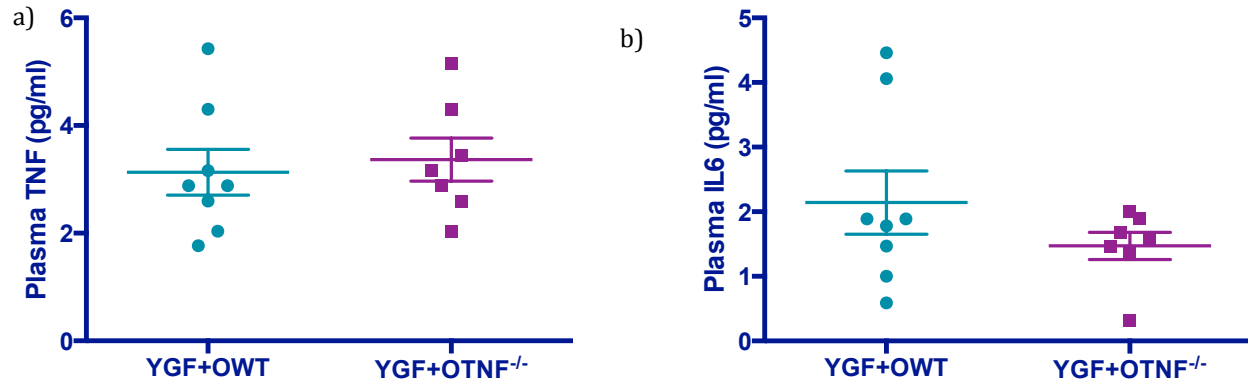 a)
Plasma TNF (pg/ml)
6
4
2
0
YGF+OWT
YGF+OTNF-/-
b)
Plasma IL6 (pg/ml)
5
4
3
2
1
0
YGF+OWT
YGF+OTNF-/-